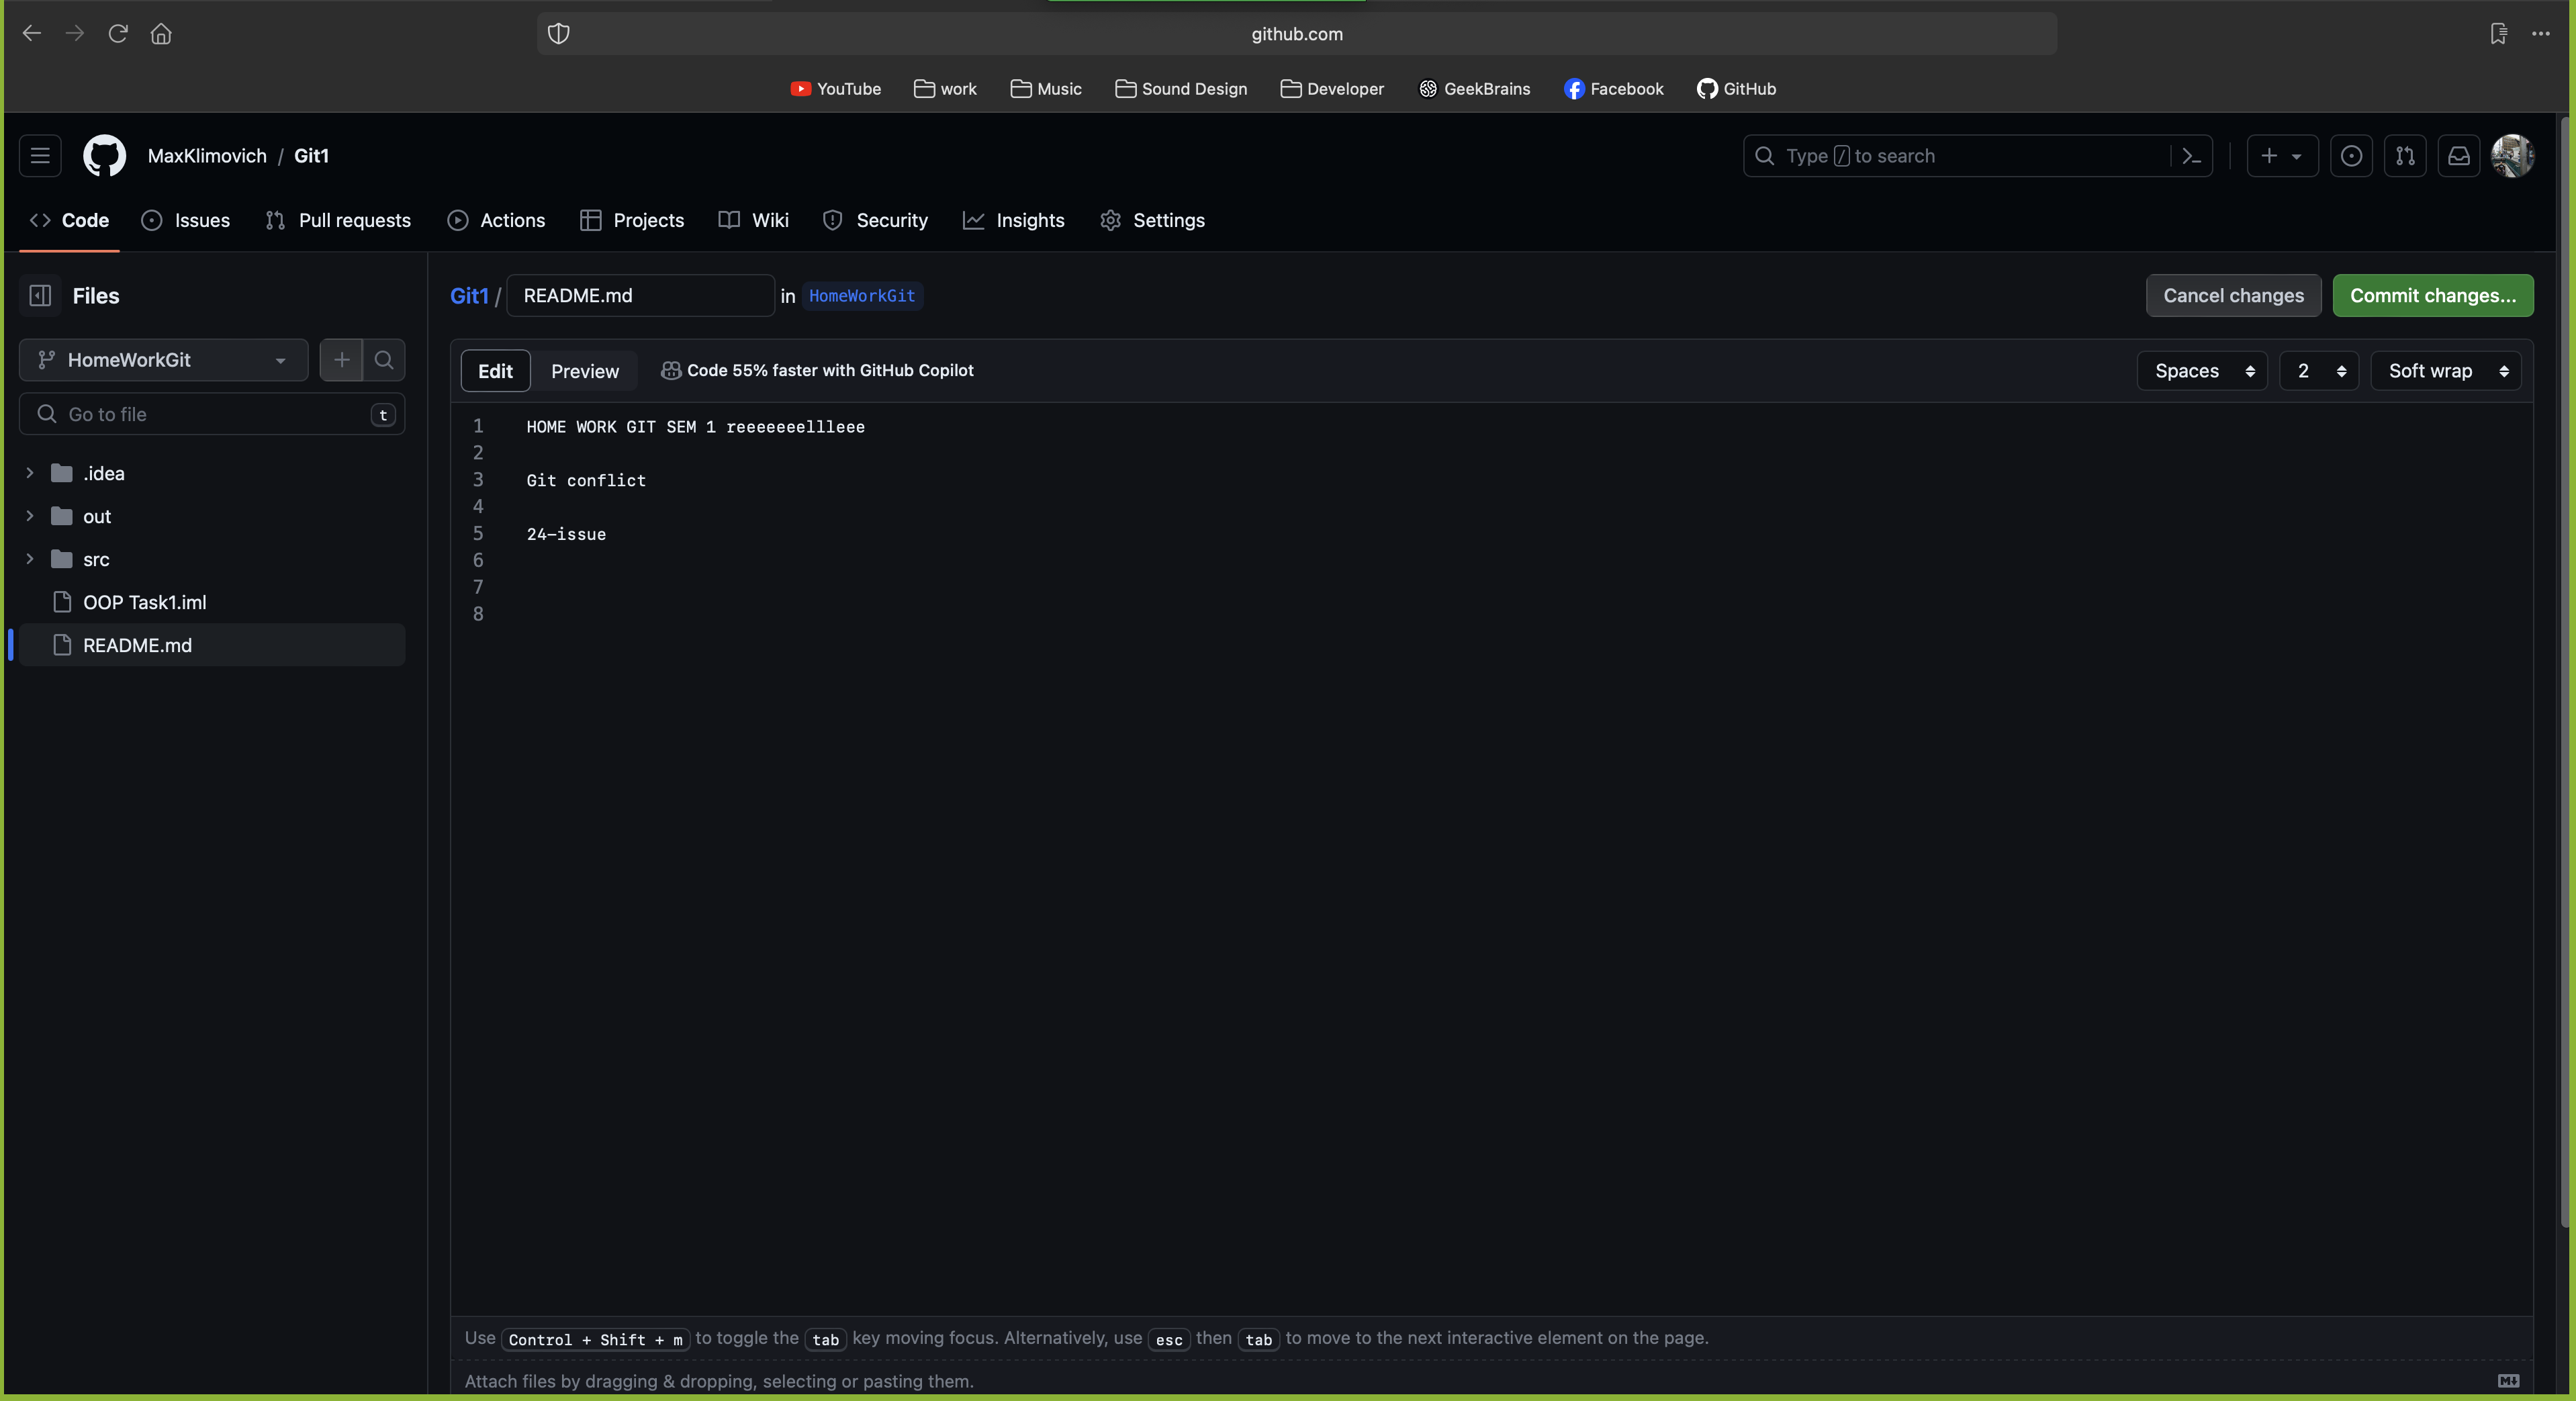 github.com
YouTube work Music Sound Design Developer GeekBrains Facebook GitHub
MaxKlimovich / Git1
Type / to search
Code Issues Pull requests Actions Projects Wiki Security Insights Settings
Files
HomeWorkGit
Go to file t
.idea
out
src
OOP Task1.iml
README.md
Git1 / README.md in HomeWorkGit
Cancel changes Commit changes...
Edit Preview Code 55% faster with GitHub Copilot
Spaces 2 Soft wrap
1 HOME WORK GIT SEM 1 reeeeeeellleee
2
3 Git conflict
4
5 24-issue
6
7
8
Use Control + Shift + m to toggle the tab key moving focus. Alternatively, use esc then tab to move to the next interactive element on the page.
Attach files by dragging & dropping, selecting or pasting them.